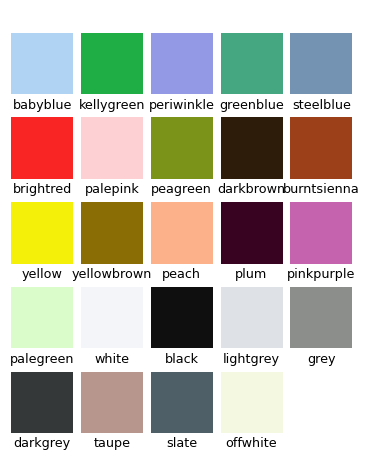 babyblue kellygreen periwinkle greenblue steelblue
brightred palepink peagreen darkbrown burntsienna
yellow yellowbrown peach plum pinkpurple
palegreen white black lightgrey grey
darkgrey taupe slate offwhite